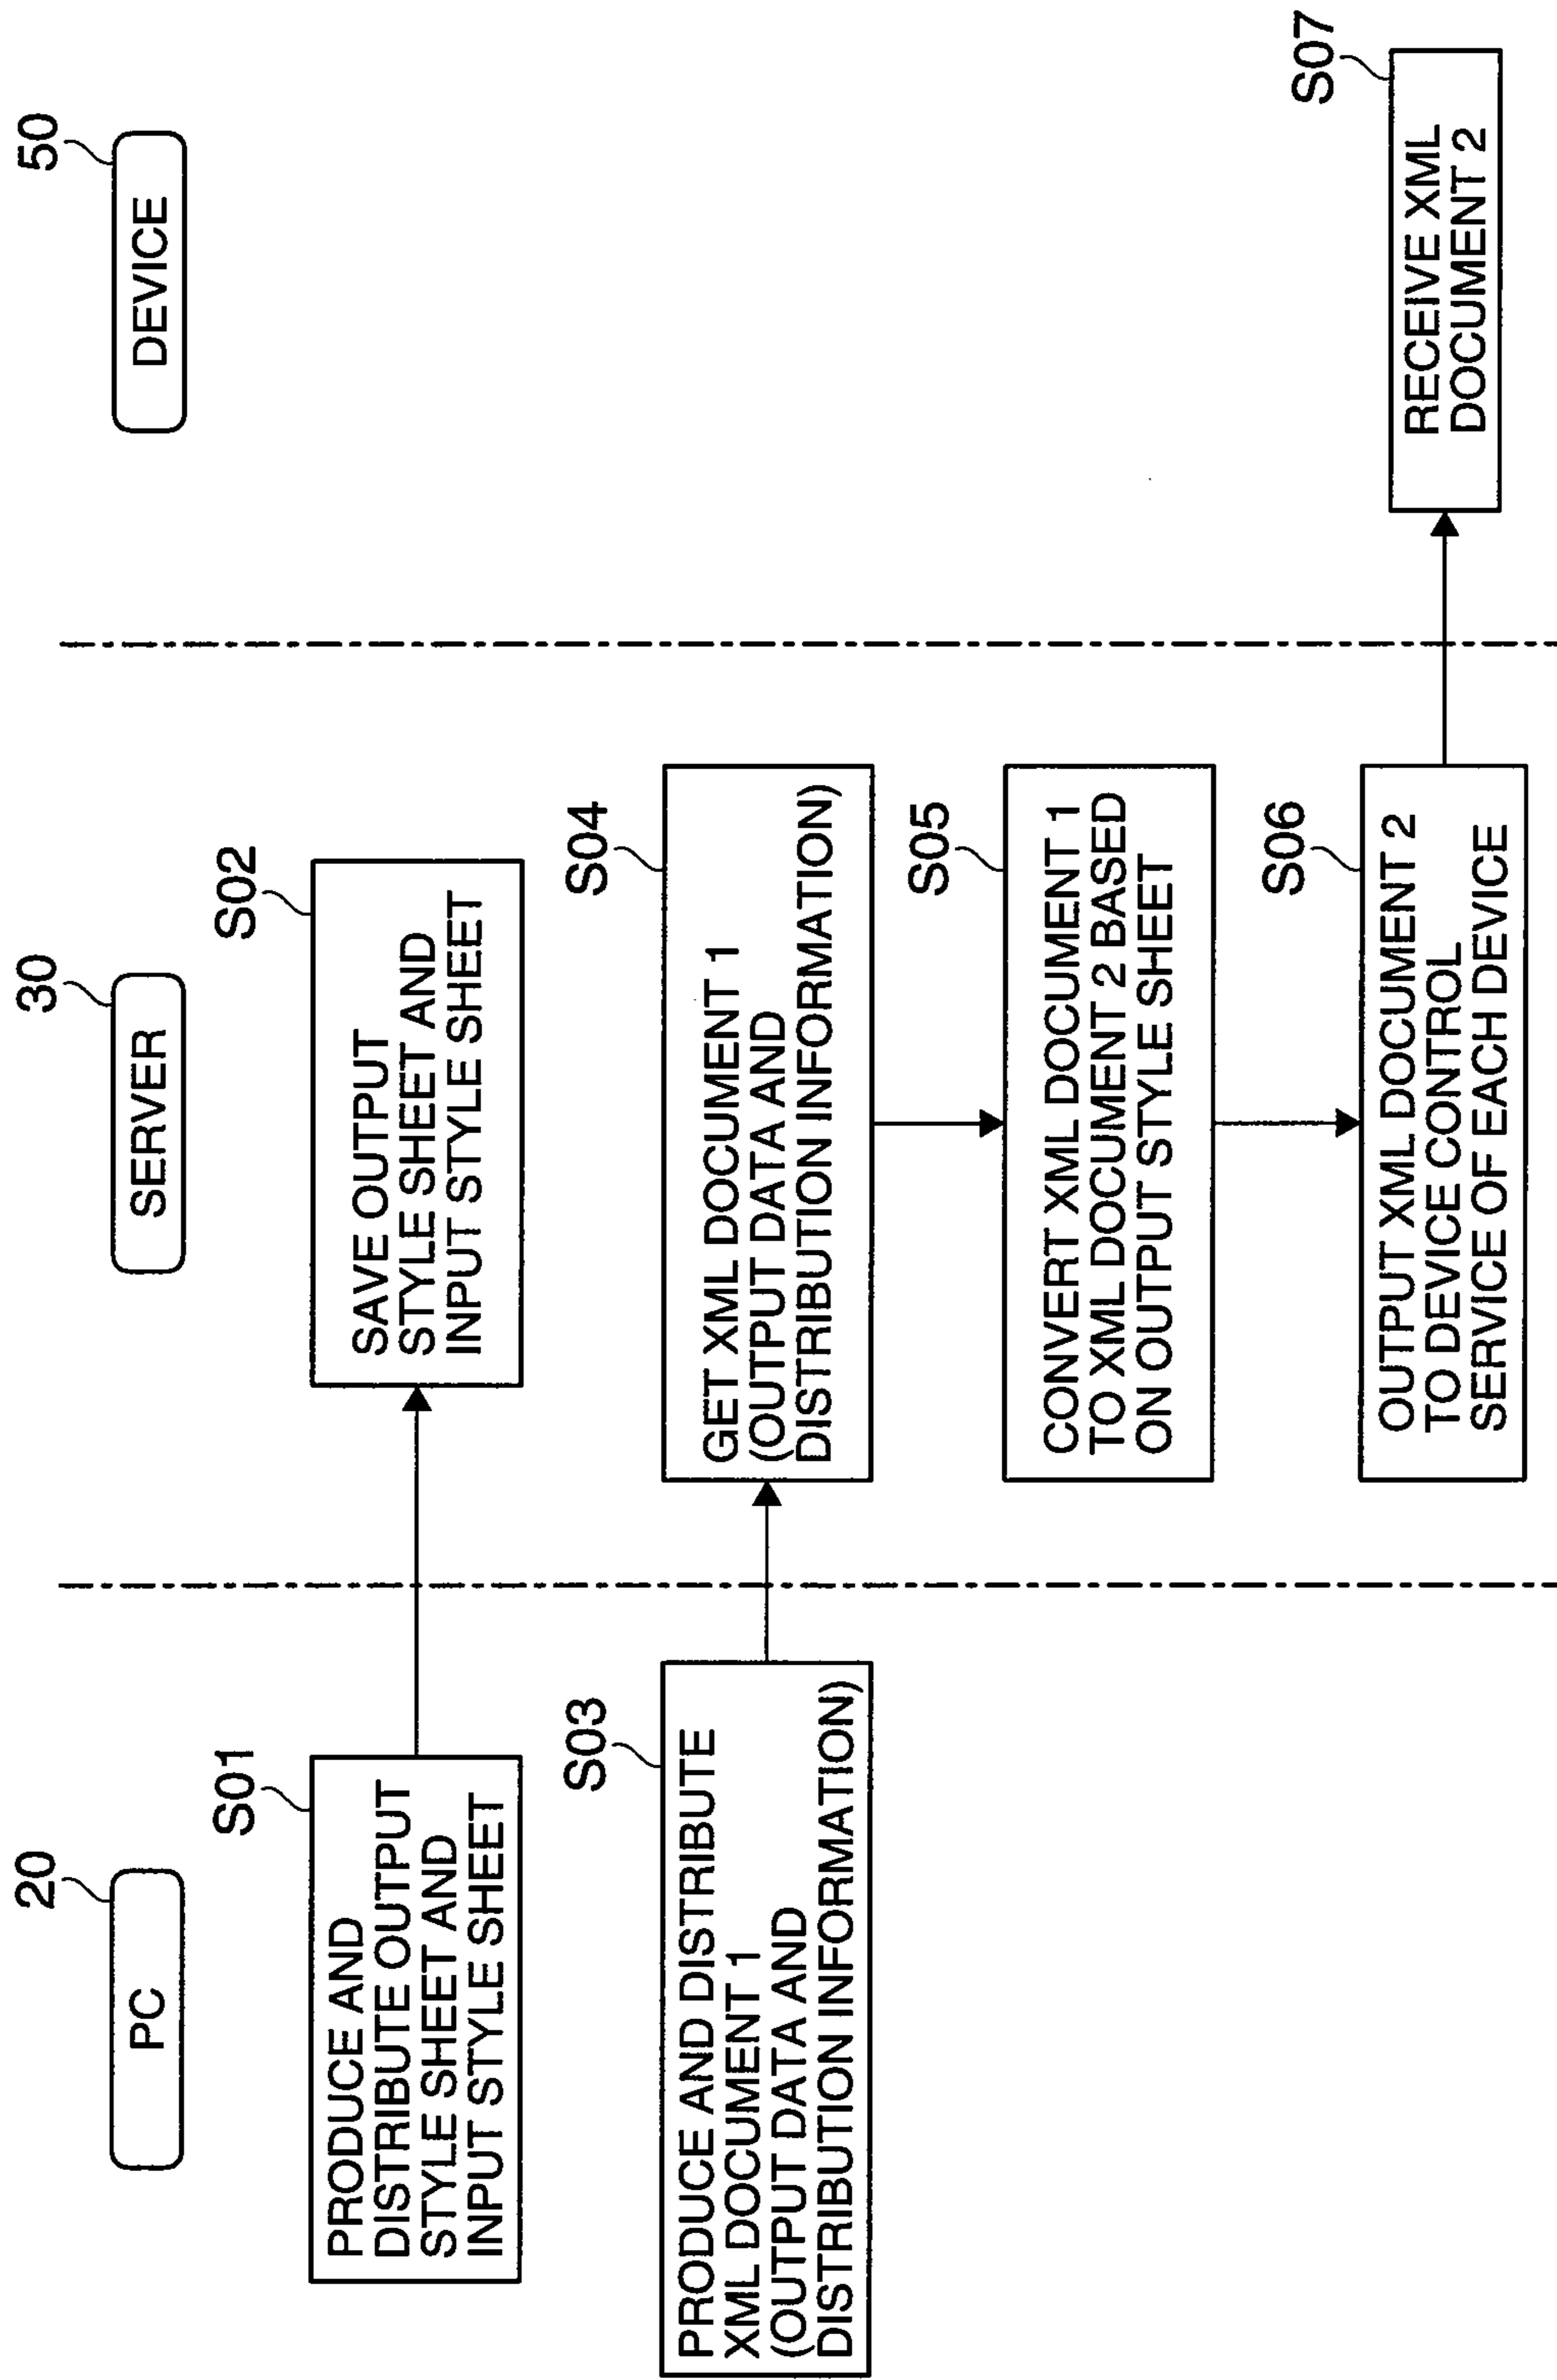 20
PC
30
SERVER
50
DEVICE
S01
PRODUCE AND
DISTRIBUTE OUTPUT
STYLE SHEET AND
INPUT STYLE SHEET
S02
SAVE OUTPUT
STYLE SHEET AND
INPUT STYLE SHEET
S03
PRODUCE AND DISTRIBUTE
XML DOCUMENT 1
(OUTPUT DATA AND
DISTRIBUTION INFORMATION)
S04
GET XML DOCUMENT 1
(OUTPUT DATA AND
DISTRIBUTION INFORMATION)
S05
CONVERT XML DOCUMENT 1
TO XML DOCUMENT 2 BASED
ON OUTPUT STYLE SHEET
S06
OUTPUT XML DOCUMENT 2
TO DEVICE CONTROL
SERVICE OF EACH DEVICE
S07
RECEIVE XML
DOCUMENT 2